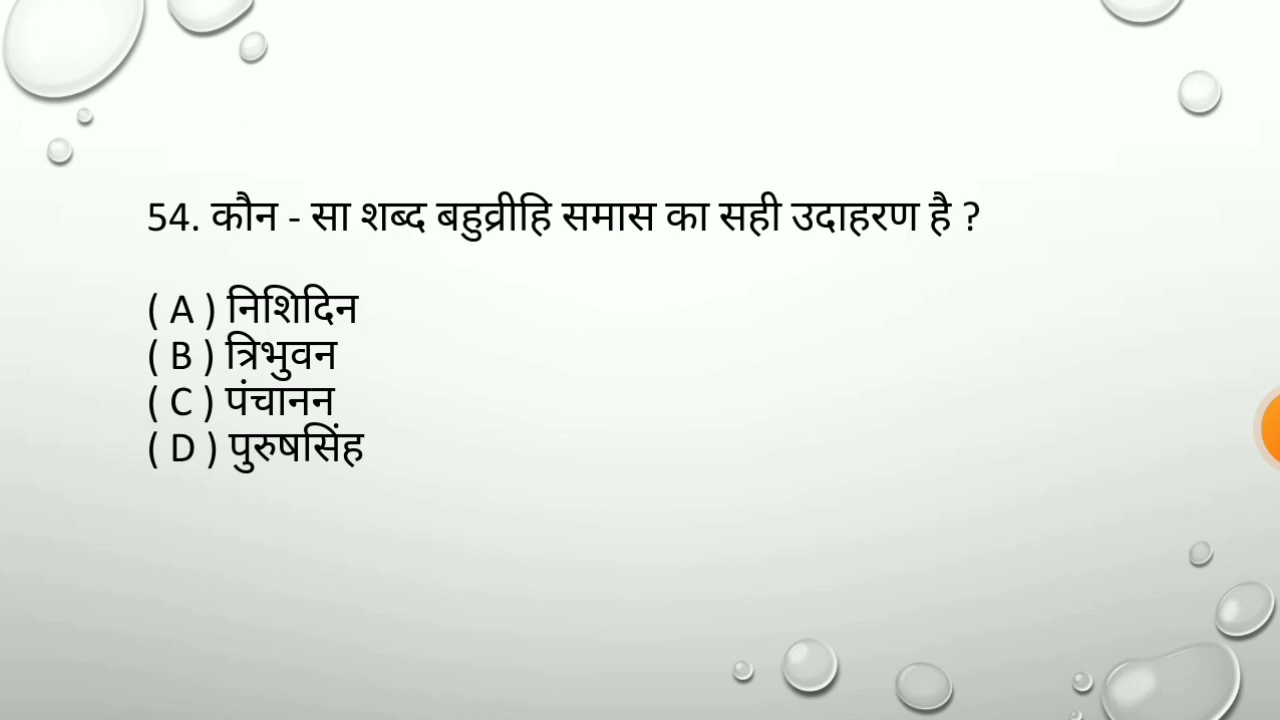 54. कौन - सा शब्द बहुव्रीहि समास का सही उदाहरण है ?
( A ) निशिदिन
( B ) त्रिभुवन
( C ) पंचानन
( D ) पुरुषसिंह